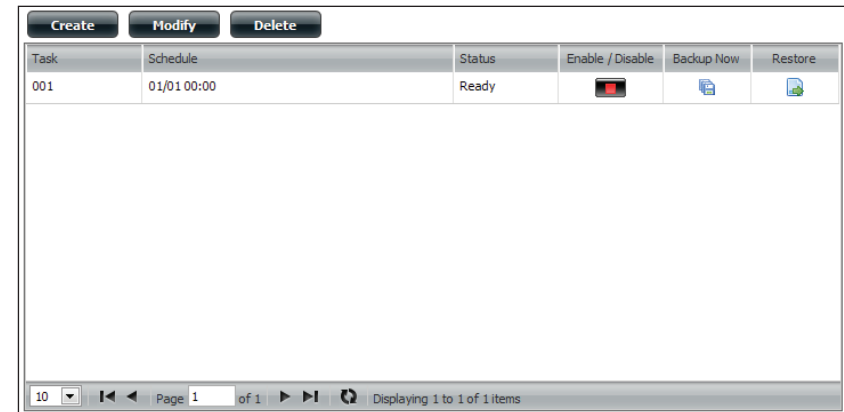 Create Modify Delete
Task Schedule Status Enable / Disable Backup Now Restore
001 01/01 00:00 Ready
10 Page 1 of 1 Displaying 1 to 1 of 1 items